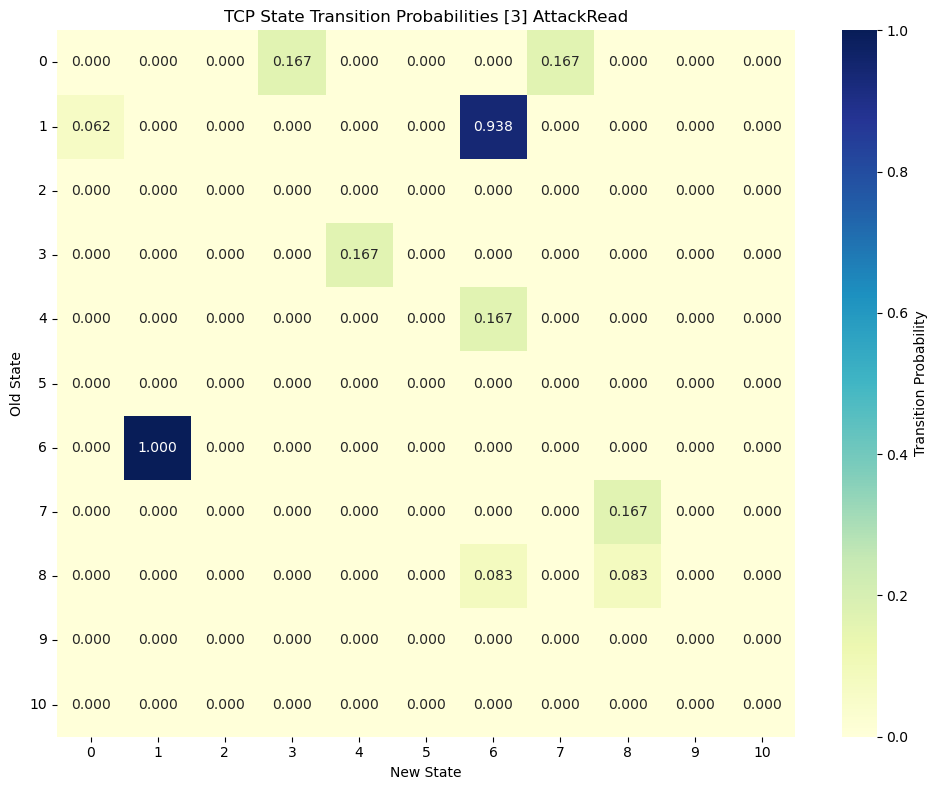 TCP State Transition Probabilities [3] AttackRead
0 0.000 0.000 0.000 0.167 0.000 0.000 0.000 0.167 0.000 0.000 0.000
1 0.062 0.000 0.000 0.000 0.000 0.000 0.938 0.000 0.000 0.000 0.000
2 0.000 0.000 0.000 0.000 0.000 0.000 0.000 0.000 0.000 0.000 0.000
3 0.000 0.000 0.000 0.000 0.167 0.000 0.000 0.000 0.000 0.000 0.000
4 0.000 0.000 0.000 0.000 0.000 0.000 0.167 0.000 0.000 0.000 0.000
5 0.000 0.000 0.000 0.000 0.000 0.000 0.000 0.000 0.000 0.000 0.000
6 0.000 1.000 0.000 0.000 0.000 0.000 0.000 0.000 0.000 0.000 0.000
7 0.000 0.000 0.000 0.000 0.000 0.000 0.000 0.000 0.167 0.000 0.000
8 0.000 0.000 0.000 0.000 0.000 0.000 0.083 0.000 0.083 0.000 0.000
9 0.000 0.000 0.000 0.000 0.000 0.000 0.000 0.000 0.000 0.000 0.000
10 0.000 0.000 0.000 0.000 0.000 0.000 0.000 0.000 0.000 0.000 0.000
0 1 2 3 4 5 6 7 8 9 10
New State
Old State
1.0
0.8
0.6
0.4
0.2
0.0
Transition Probability